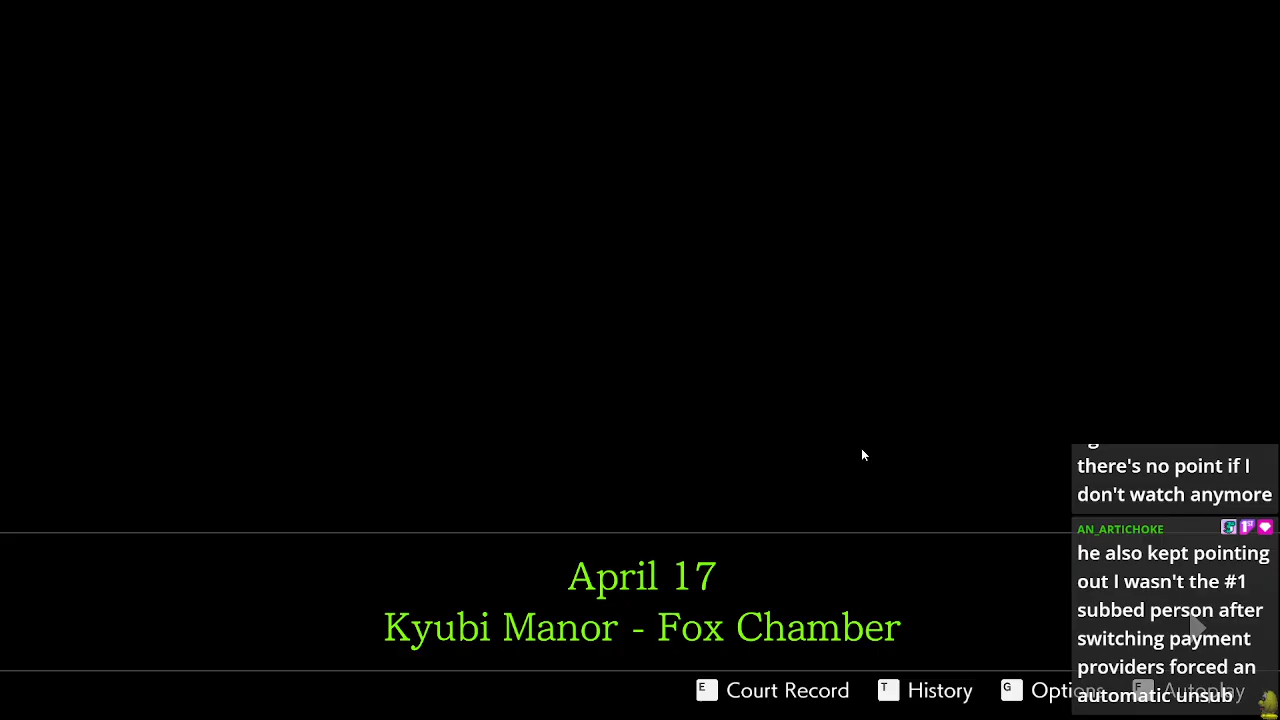 there's no point if I
don't watch anymore
AN_ARTICHOKE
he also kept pointing
out I wasn't the #1
subbed person after
switching payment
providers forced an
automatic unsub
April 17
Kyubi Manor - Fox Chamber
E Court Record T History G Options F Autoplay